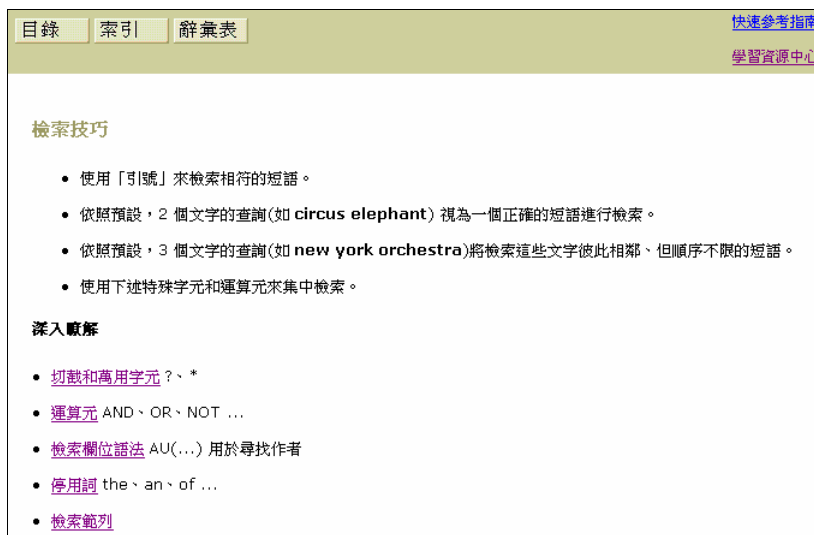 目錄 索引 辭彙表 快速參考指南
學習資源中心
檢索技巧
• 使用「引號」來檢索相符的短語。
• 依照預設，2 個文字的查詢(如 circus elephant) 視為一個正確的短語進行檢索。
• 依照預設，3 個文字的查詢(如 new york orchestra)將檢索這些文字彼此相鄰、但順序不限的短語。
• 使用下述特殊字元和運算元來集中檢索。
深入瞭解
• 切截和萬用字元 ?、*
• 運算元 AND、OR、NOT ...
• 檢索欄位語法 AU(...) 用於尋找作者
• 停用詞 the、an、of ...
• 檢索範列